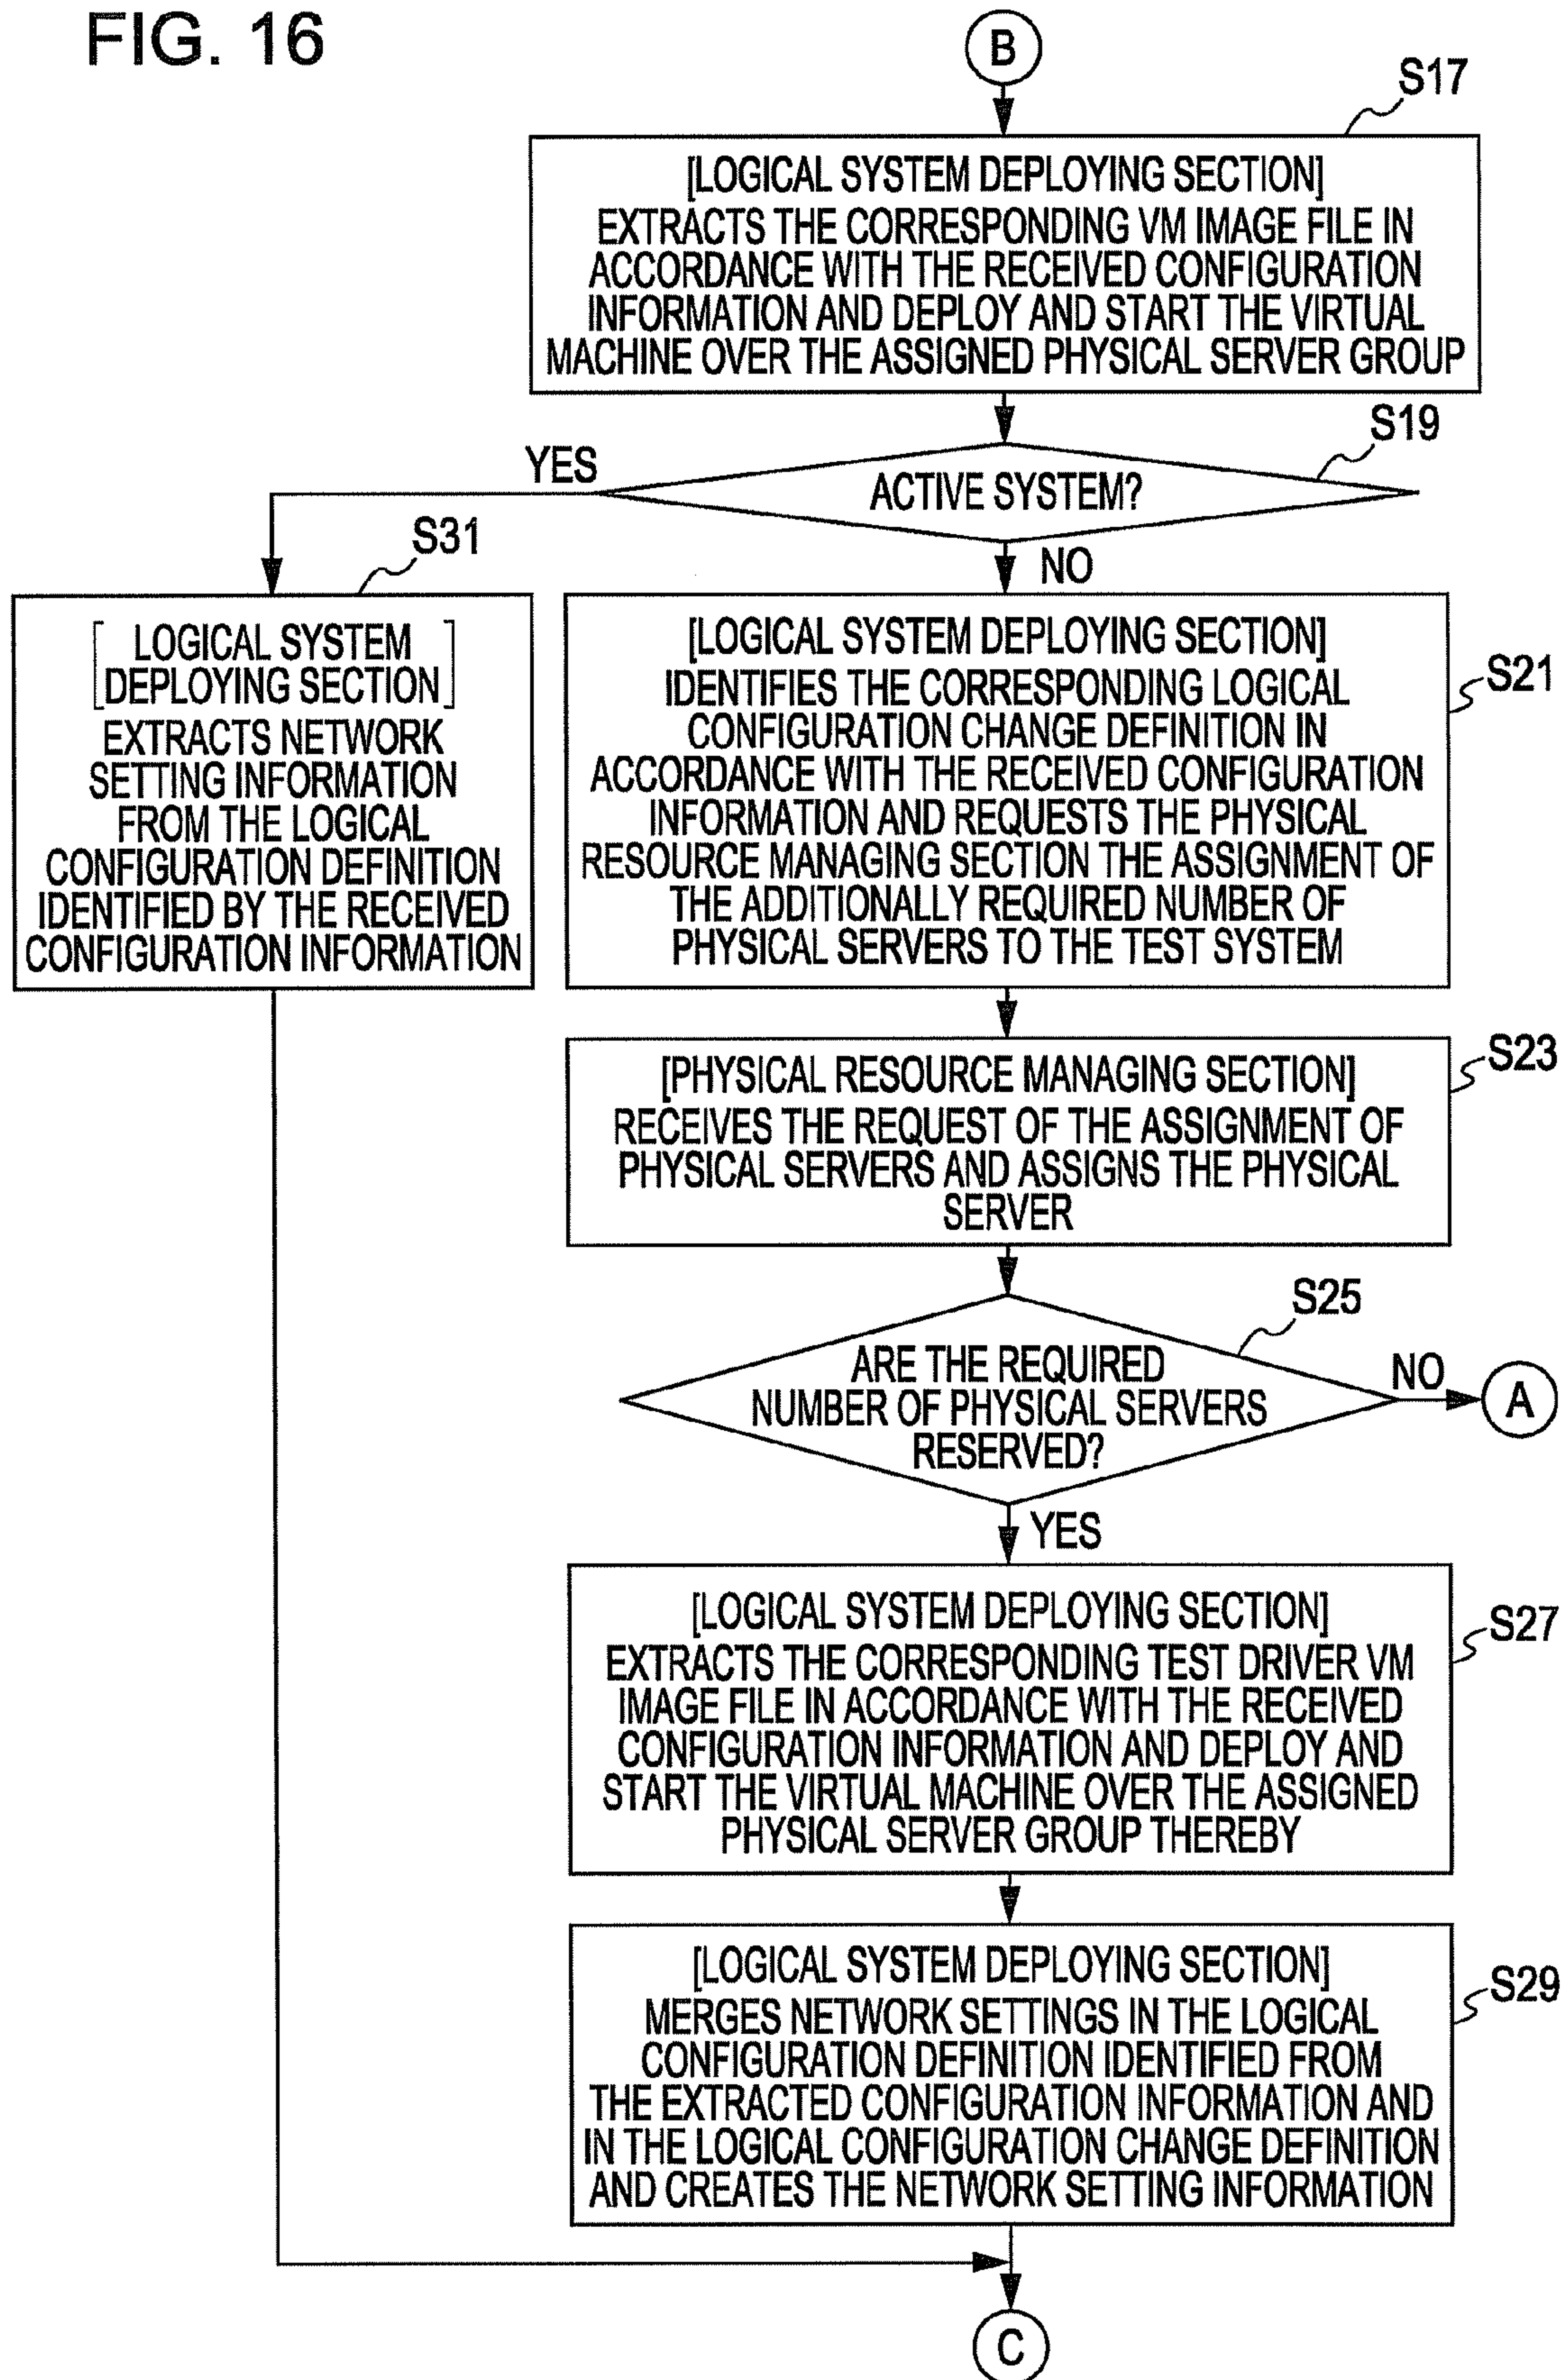 FIG. 16
B
S17
[LOGICAL SYSTEM DEPLOYING SECTION]
EXTRACTS THE CORRESPONDING VM IMAGE FILE IN
ACCORDANCE WITH THE RECEIVED CONFIGURATION
INFORMATION AND DEPLOY AND START THE VIRTUAL
MACHINE OVER THE ASSIGNED PHYSICAL SERVER GROUP
S19
ACTIVE SYSTEM?
YES
NO
S31
[LOGICAL SYSTEM
DEPLOYING SECTION]
EXTRACTS NETWORK
SETTING INFORMATION
FROM THE LOGICAL
CONFIGURATION DEFINITION
IDENTIFIED BY THE RECEIVED
CONFIGURATION INFORMATION
S21
[LOGICAL SYSTEM DEPLOYING SECTION]
IDENTIFIES THE CORRESPONDING LOGICAL
CONFIGURATION CHANGE DEFINITION IN
ACCORDANCE WITH THE RECEIVED CONFIGURATION
INFORMATION AND REQUESTS THE PHYSICAL
RESOURCE MANAGING SECTION THE ASSIGNMENT OF
THE ADDITIONALLY REQUIRED NUMBER OF
PHYSICAL SERVERS TO THE TEST SYSTEM
S23
[PHYSICAL RESOURCE MANAGING SECTION]
RECEIVES THE REQUEST OF THE ASSIGNMENT OF
PHYSICAL SERVERS AND ASSIGNS THE PHYSICAL
SERVER
S25
ARE THE REQUIRED
NUMBER OF PHYSICAL SERVERS
RESERVED?
NO
A
YES
S27
[LOGICAL SYSTEM DEPLOYING SECTION]
EXTRACTS THE CORRESPONDING TEST DRIVER VM
IMAGE FILE IN ACCORDANCE WITH THE RECEIVED
CONFIGURATION INFORMATION AND DEPLOY AND
START THE VIRTUAL MACHINE OVER THE ASSIGNED
PHYSICAL SERVER GROUP THEREBY
S29
[LOGICAL SYSTEM DEPLOYING SECTION]
MERGES NETWORK SETTINGS IN THE LOGICAL
CONFIGURATION DEFINITION IDENTIFIED FROM
THE EXTRACTED CONFIGURATION INFORMATION AND
IN THE LOGICAL CONFIGURATION CHANGE DEFINITION
AND CREATES THE NETWORK SETTING INFORMATION
C